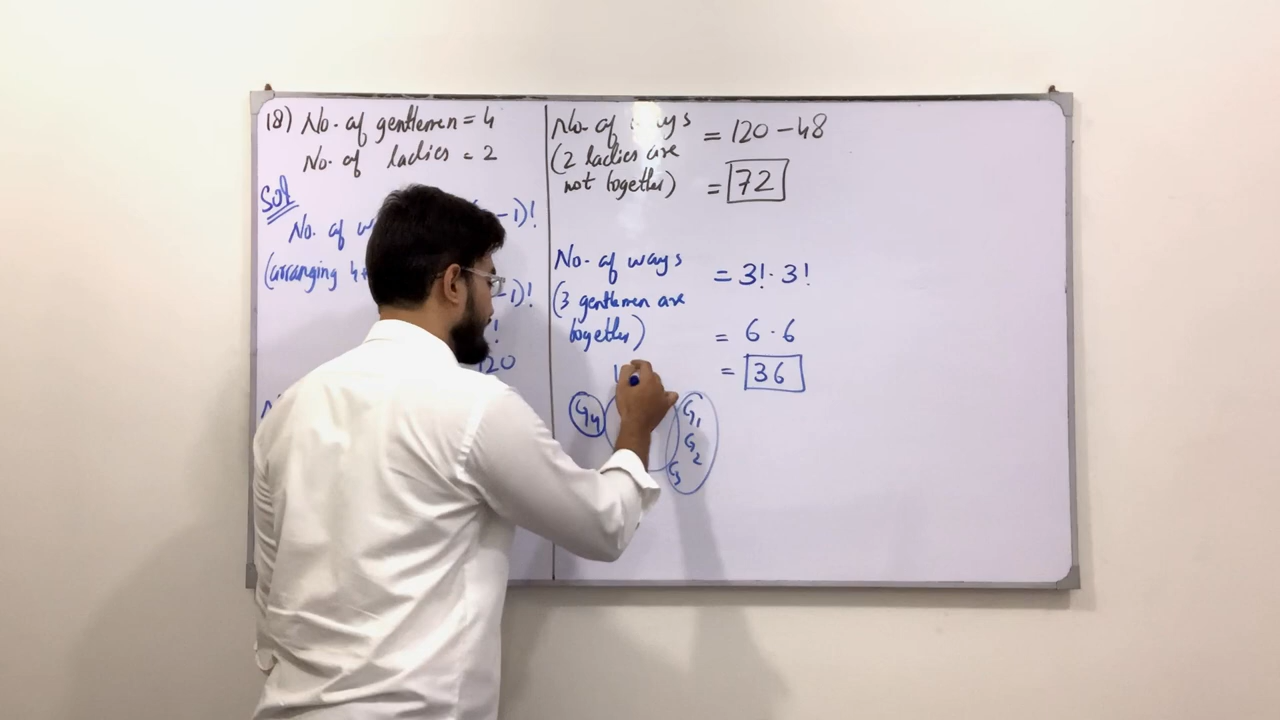 18) No. of gentlemen = 4
No. of ladies = 2
Sol
No. of -1)!
(arranging -1)!
!
120
No. of ways = 120 - 48
(2 ladies are
not together) = 72
No. of ways = 3! · 3!
(3 gentlemen are
together) = 6 · 6
= 36
G4 G1
G2
G3